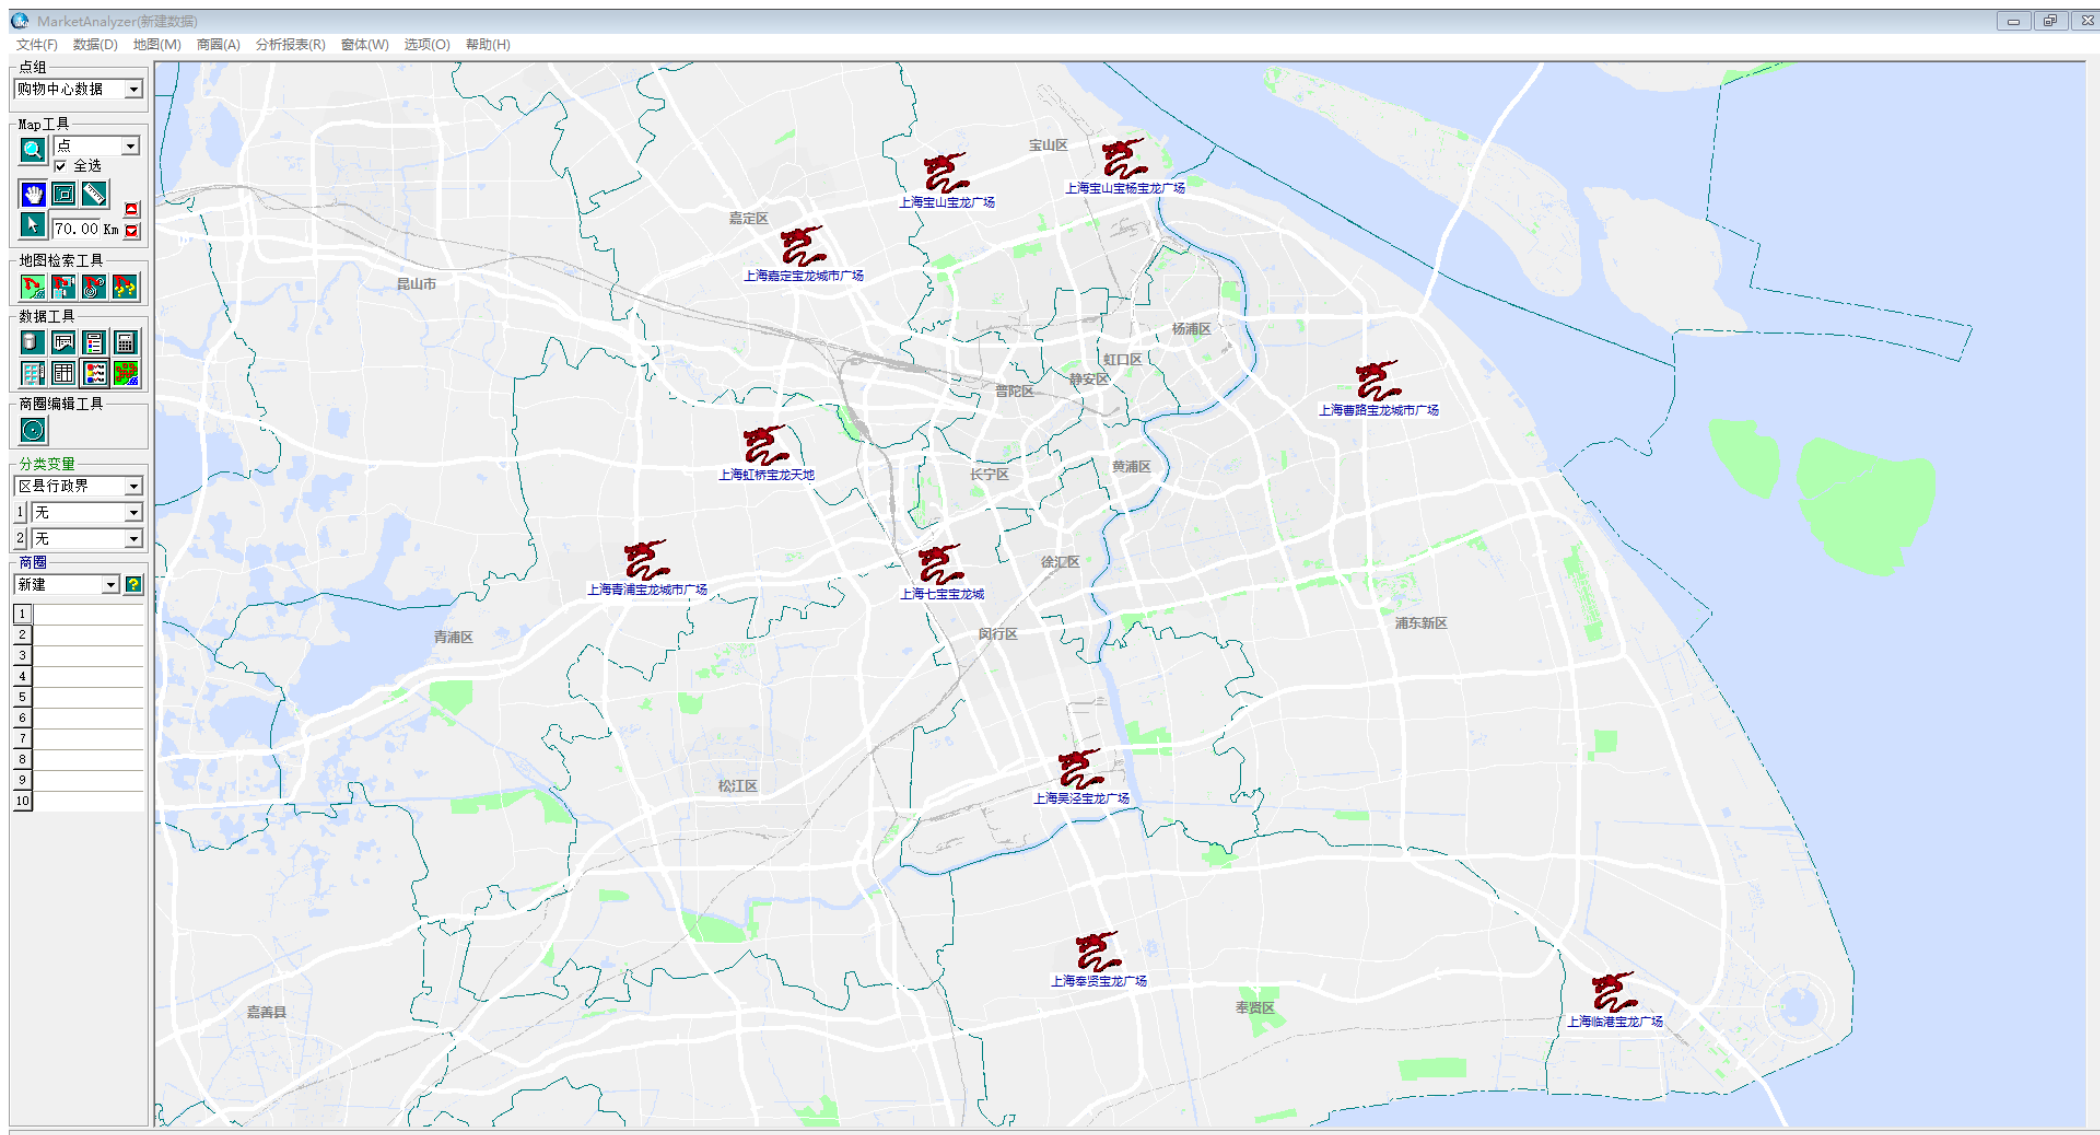 MarketAnalyzer(新建数据)
文件(F) 数据(D) 地图(M) 商圈(A) 分析报表(R) 窗体(W) 选项(O) 帮助(H)
点组
购物中心数据
Map工具
点
全选
70.00 Km
地图检索工具
数据工具
商圈编辑工具
分类变量
区县行政界
1 无
2 无
商圈
新建
1
2
3
4
5
6
7
8
9
10
宝山区
上海宝山宝杨宝龙广场
上海宝山宝龙广场
嘉定区
上海嘉定宝龙城市广场
昆山市
杨浦区
虹口区
静安区
普陀区
上海曹路宝龙城市广场
黄浦区
长宁区
上海虹桥宝龙天地
徐汇区
上海青浦宝龙城市广场
上海七宝宝龙城
浦东新区
闵行区
青浦区
松江区
上海吴泾宝龙广场
上海奉贤宝龙广场
奉贤区
嘉善县
上海临港宝龙广场